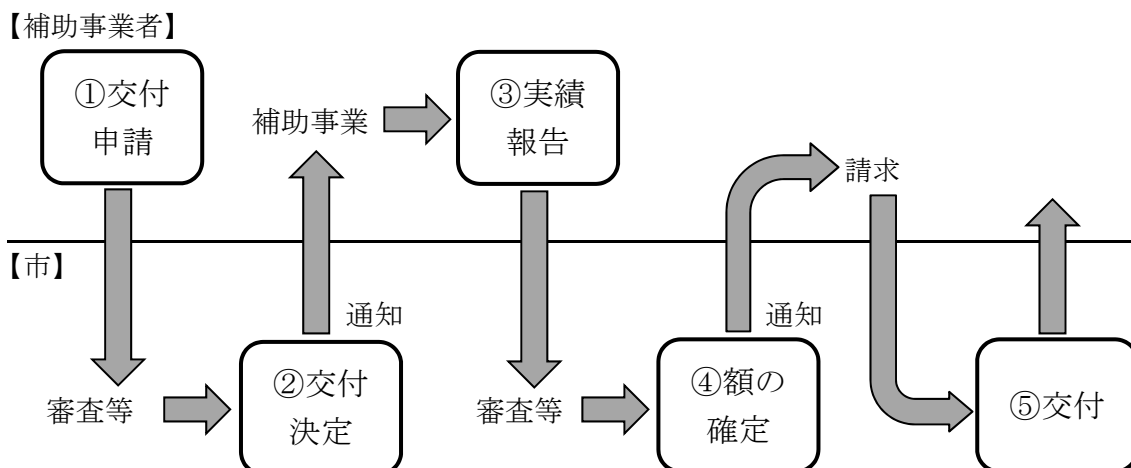 【補助事業者】
①交付
申請
補助事業
③実績
報告
請求
【市】
通知
通知
審査等
②交付
決定
審査等
④額の
確定
⑤交付